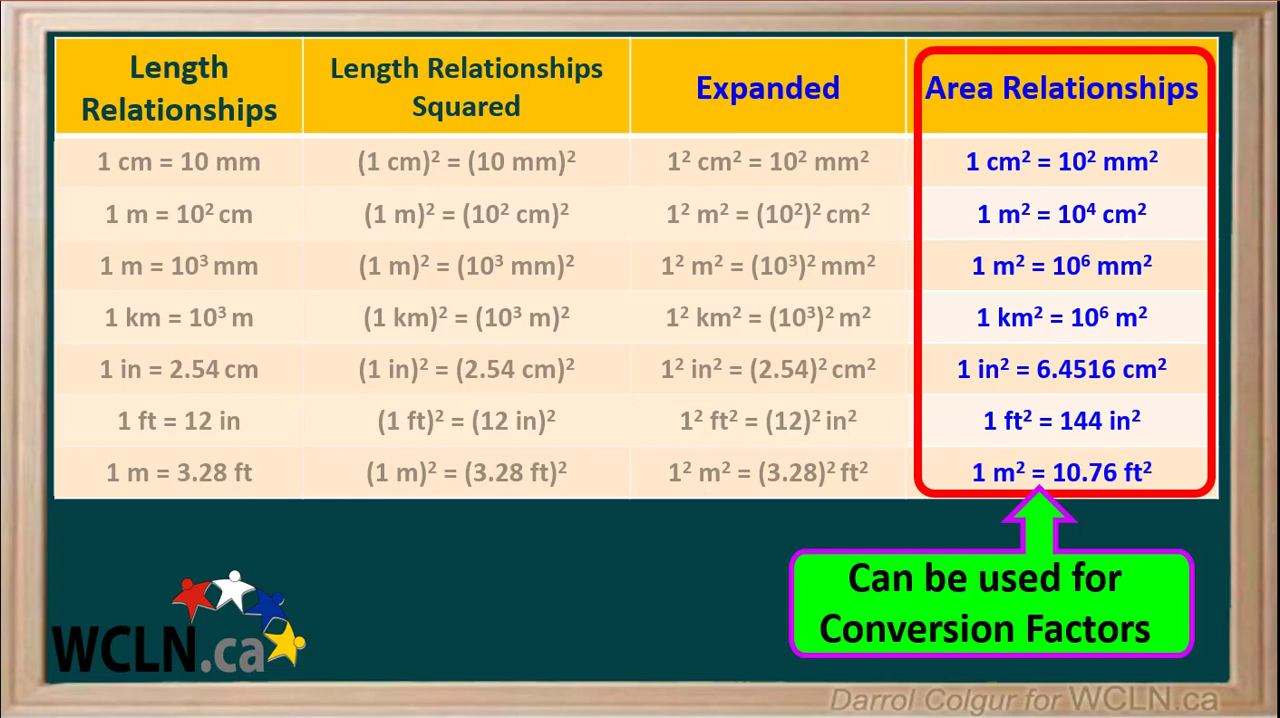 Length Relationships | Length Relationships Squared | Expanded | Area Relationships
1 cm = 10 mm | (1 cm)² = (10 mm)² | 1² cm² = 10² mm² | 1 cm² = 10² mm²
1 m = 10² cm | (1 m)² = (10² cm)² | 1² m² = (10²)² cm² | 1 m² = 10⁴ cm²
1 m = 10³ mm | (1 m)² = (10³ mm)² | 1² m² = (10³)² mm² | 1 m² = 10⁶ mm²
1 km = 10³ m | (1 km)² = (10³ m)² | 1² km² = (10³)² m² | 1 km² = 10⁶ m²
1 in = 2.54 cm | (1 in)² = (2.54 cm)² | 1² in² = (2.54)² cm² | 1 in² = 6.4516 cm²
1 ft = 12 in | (1 ft)² = (12 in)² | 1² ft² = (12)² in² | 1 ft² = 144 in²
1 m = 3.28 ft | (1 m)² = (3.28 ft)² | 1² m² = (3.28)² ft² | 1 m² = 10.76 ft²
Can be used for
Conversion Factors
WCLN.ca
Darrol Colgur for WCLN.ca